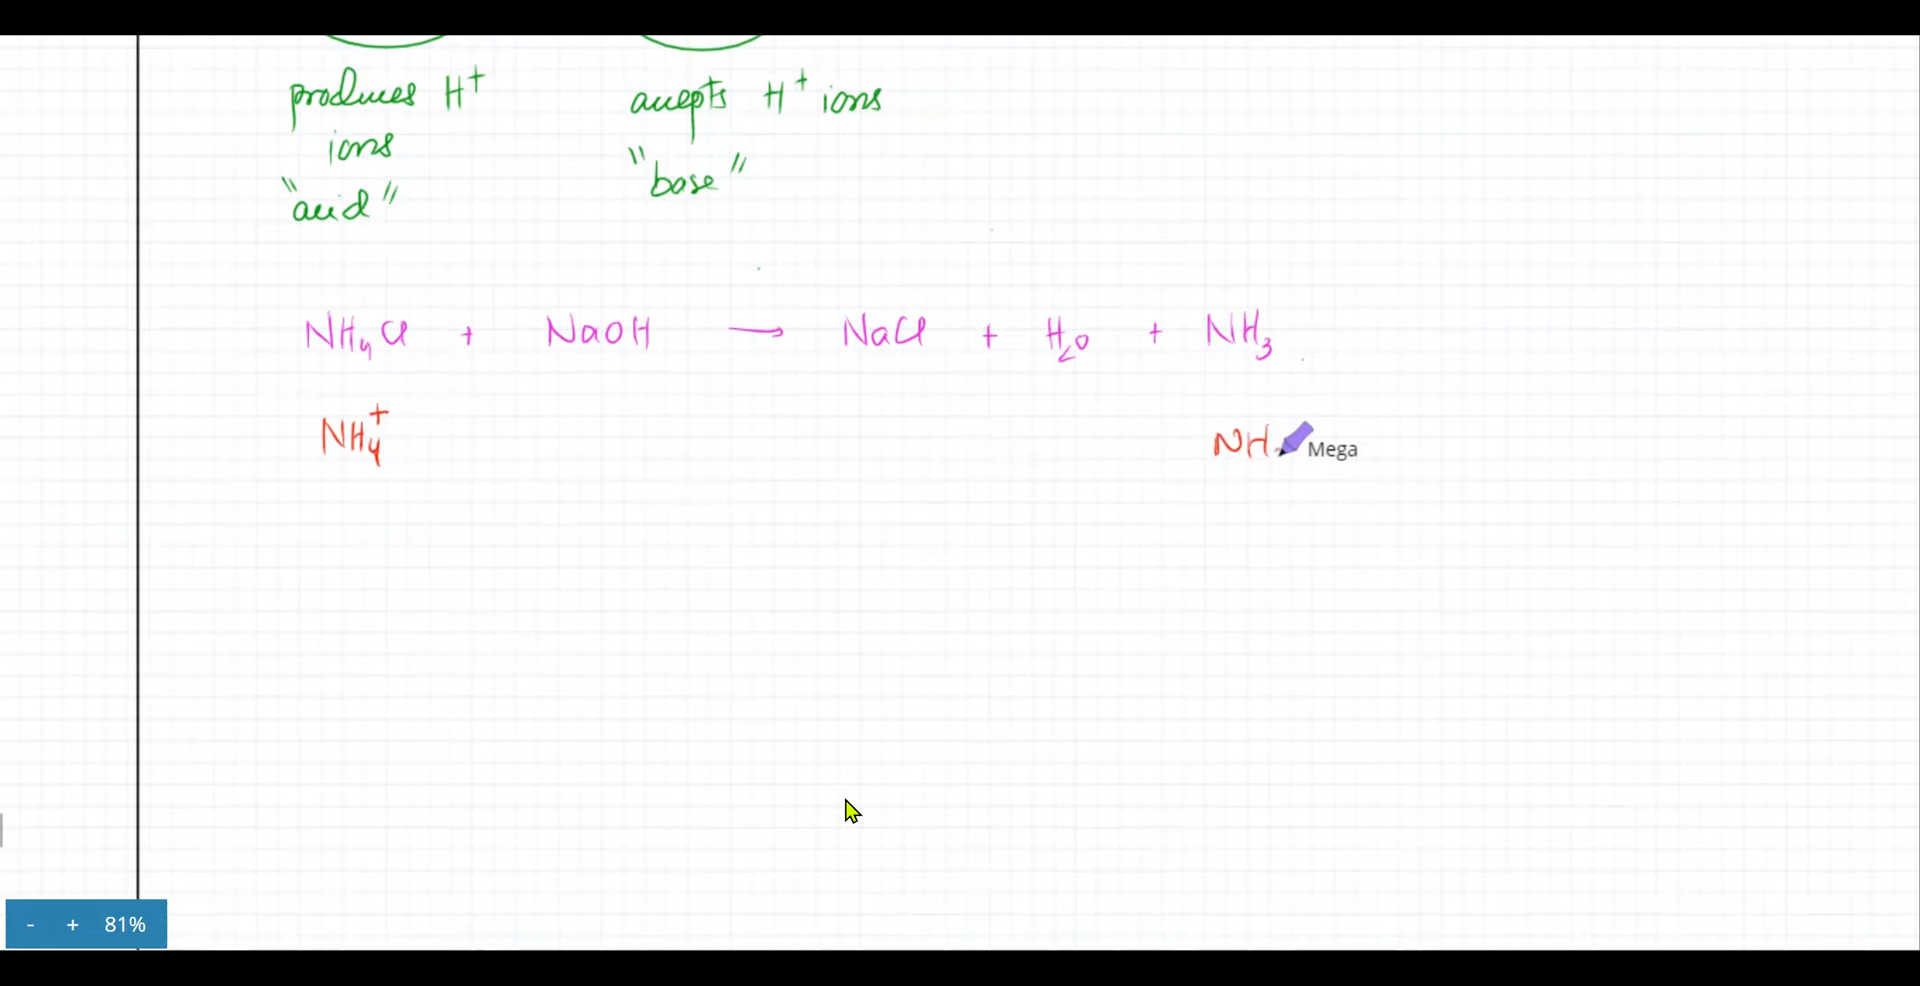 produces H⁺ accepts H⁺ ions
ions
"acid" "base"
NH₄Cl + NaOH → NaCl + H₂O + NH₃
NH₄⁺ NH
Mega
- + 81%